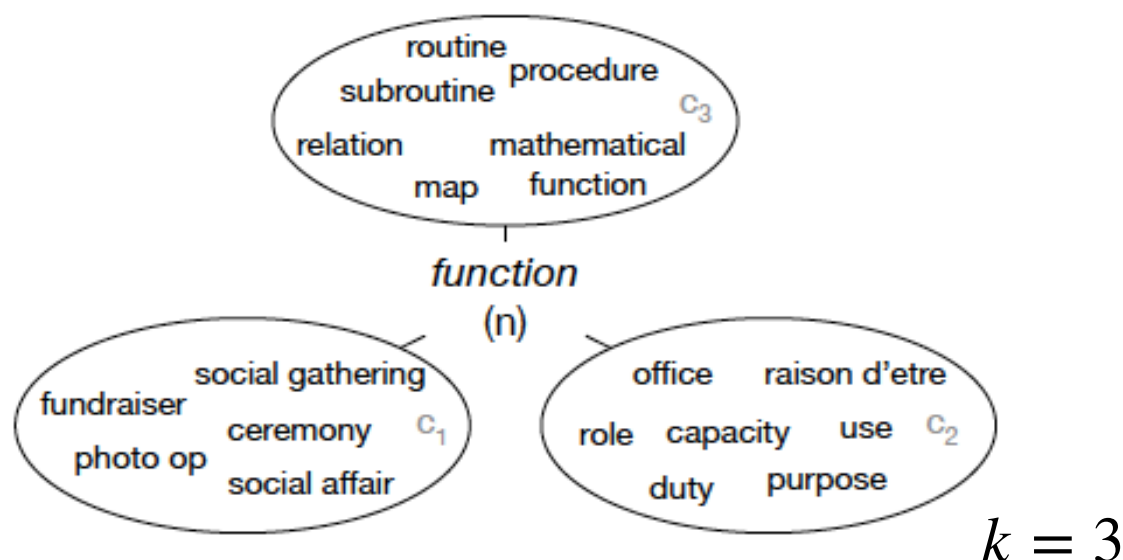 routine
procedure
subroutine
c3
relation
mathematical
map
function
function
(n)
social gathering
fundraiser
ceremony
c1
photo op
social affair
office
raison d'etre
role
capacity
use
c2
duty
purpose
k = 3